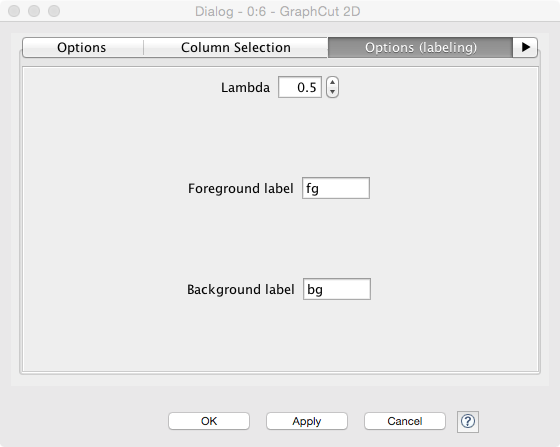 Dialog - 0:6 - GraphCut 2D
Options Column Selection Options (labeling)
Lambda 0.5
Foreground label fg
Background label bg
OK Apply Cancel ?